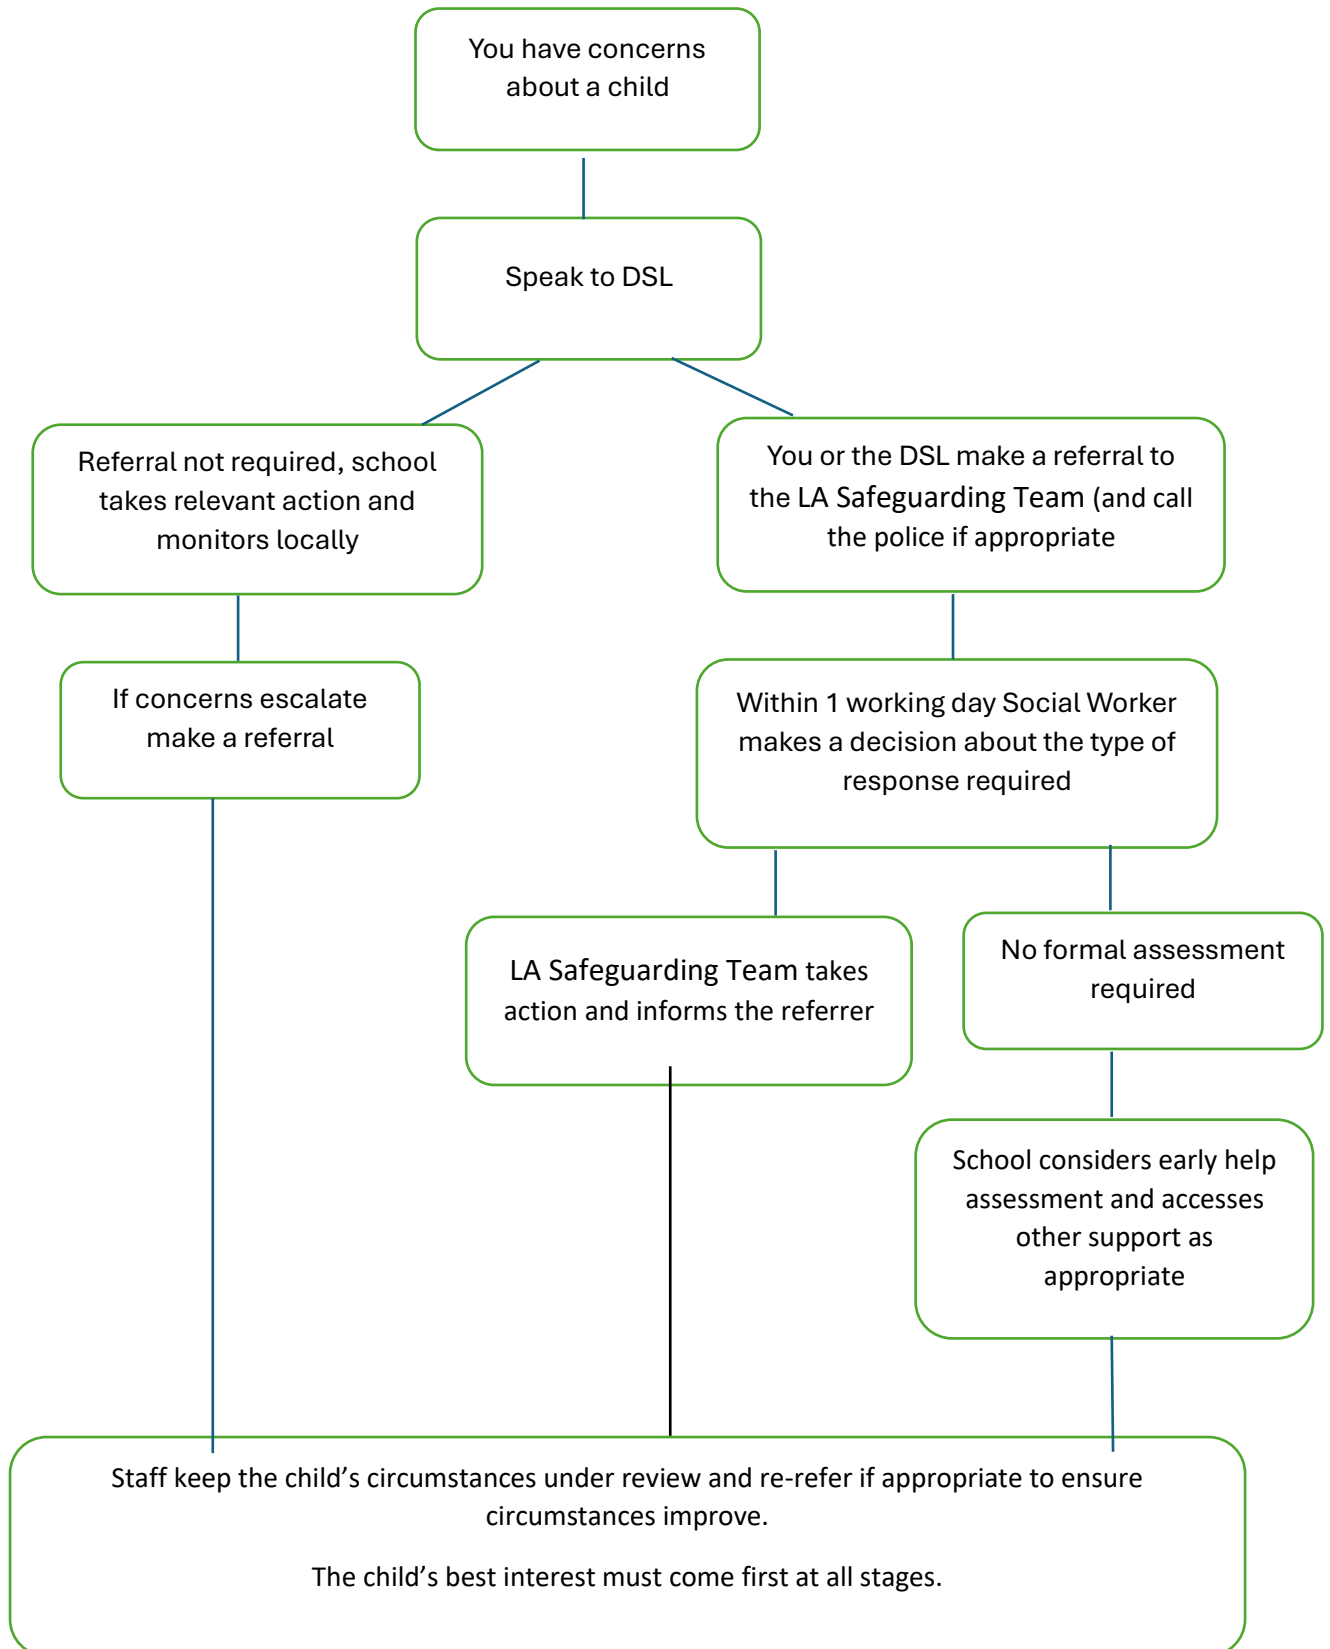 You have concerns
about a child
Speak to DSL
Referral not required, school
takes relevant action and
monitors locally
You or the DSL make a referral to
the LA Safeguarding Team (and call
the police if appropriate
If concerns escalate
make a referral
Within 1 working day Social Worker
makes a decision about the type of
response required
LA Safeguarding Team takes
action and informs the referrer
No formal assessment
required
School considers early help
assessment and accesses
other support as
appropriate
Staff keep the child’s circumstances under review and re-refer if appropriate to ensure
circumstances improve.
The child’s best interest must come first at all stages.